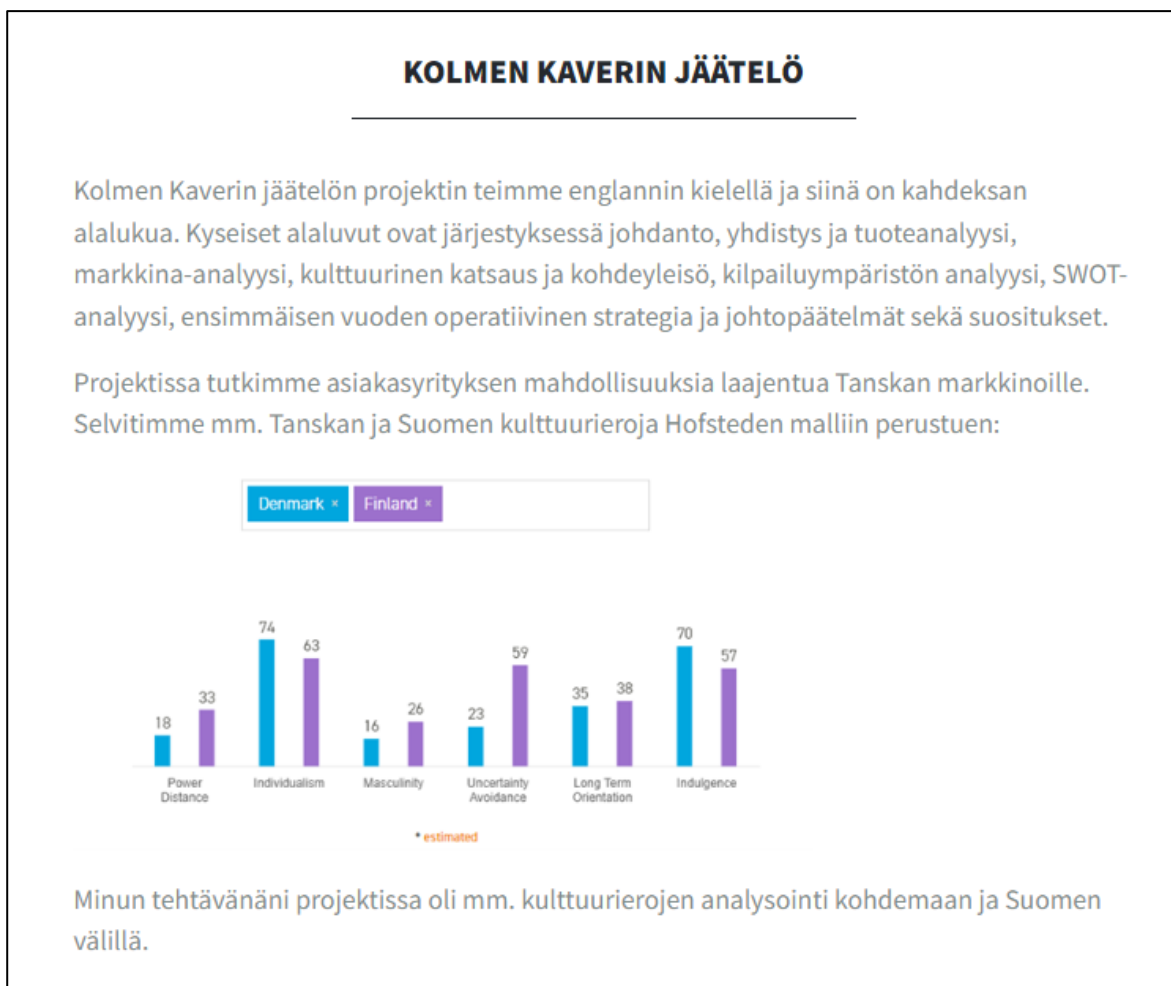 KOLMEN KAVERIN JÄÄTELÖ
Kolmen Kaverin jäätelön projektin teimme englannin kielellä ja siinä on kahdeksan
alalukua. Kyseiset alaluvut ovat järjestyksessä johdanto, yhdistys ja tuoteanalyysi,
markkina-analyysi, kulttuurinen katsaus ja kohdeyleisö, kilpailuympäristön analyysi, SWOT-
analyysi, ensimmäisen vuoden operatiivinen strategia ja johtopäätelmät sekä suositukset.
Projektissa tutkimme asiakasyrityksen mahdollisuuksia laajentua Tanskan markkinoille.
Selvitimme mm. Tanskan ja Suomen kulttuurieroja Hofsteden malliin perustuen:
Denmark × Finland ×
18 33 74 63 16 26 23 59 35 38 70 57
Power Distance
Individualism
Masculinity
Uncertainty Avoidance
Long Term Orientation
Indulgence
* estimated
Minun tehtävänäni projektissa oli mm. kulttuurierojen analysointi kohdemaan ja Suomen
välillä.